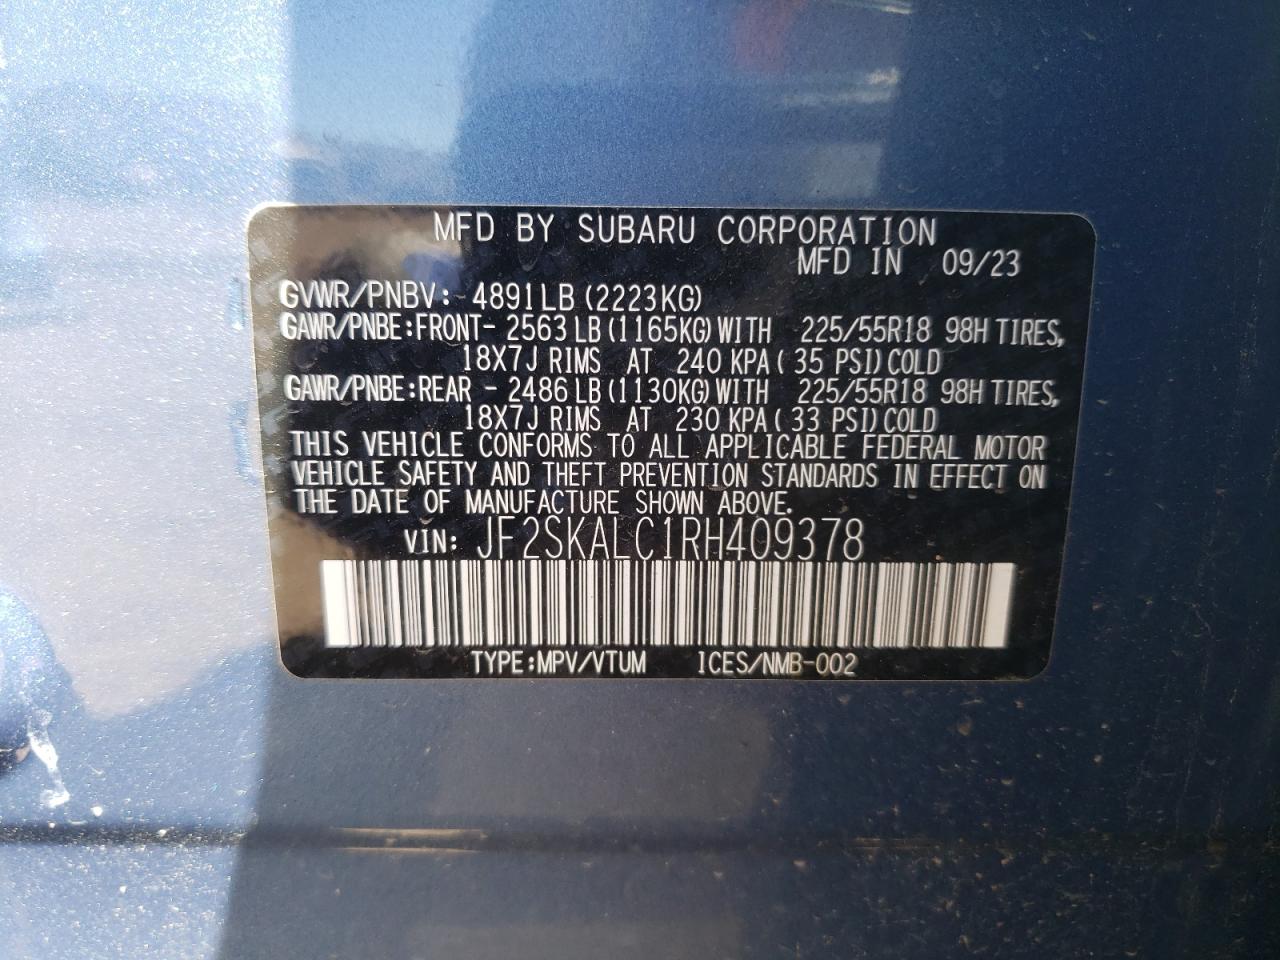 MFD BY SUBARU CORPORATION
MFD IN 09/23
GVWR/PNBV: 4891LB (2223KG)
GAWR/PNBE:FRONT- 2563LB (1165KG) WITH 225/55R18 98H TIRES,
18X7J RIMS AT 240 KPA ( 35 PSI) COLD
GAWR/PNBE:REAR - 2486LB (1130KG) WITH 225/55R18 98H TIRES,
18X7J RIMS AT 230 KPA ( 33 PSI) COLD
THIS VEHICLE CONFORMS TO ALL APPLICABLE FEDERAL MOTOR
VEHICLE SAFETY AND THEFT PREVENTION STANDARDS IN EFFECT ON
THE DATE OF MANUFACTURE SHOWN ABOVE.
VIN: JF2SKALC1RH409378
TYPE:MPV/VTUM ICES/NMB-002